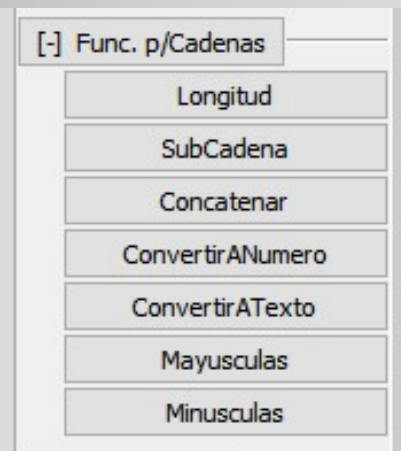 [-] Func. p/Cadenas
Longitud
SubCadena
Concatenar
ConvertirANumero
ConvertirATexto
Mayusculas
Minusculas